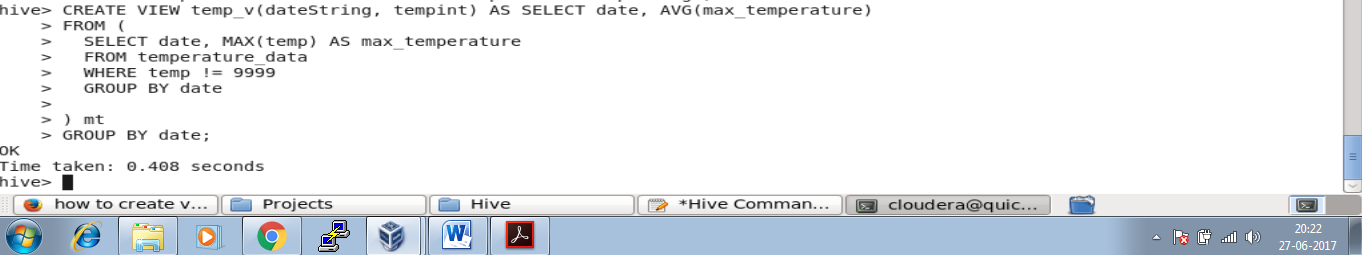 hive> CREATE VIEW temp_v(dateString, tempint) AS SELECT date, AVG(max_temperature)
    > FROM (
    >   SELECT date, MAX(temp) AS max_temperature
    >   FROM temperature_data
    >   WHERE temp != 9999
    >   GROUP BY date
    >
    > ) mt
    > GROUP BY date;
OK
Time taken: 0.408 seconds
hive>
how to create v... Projects Hive *Hive Comman... cloudera@quic...
20:22
27-06-2017